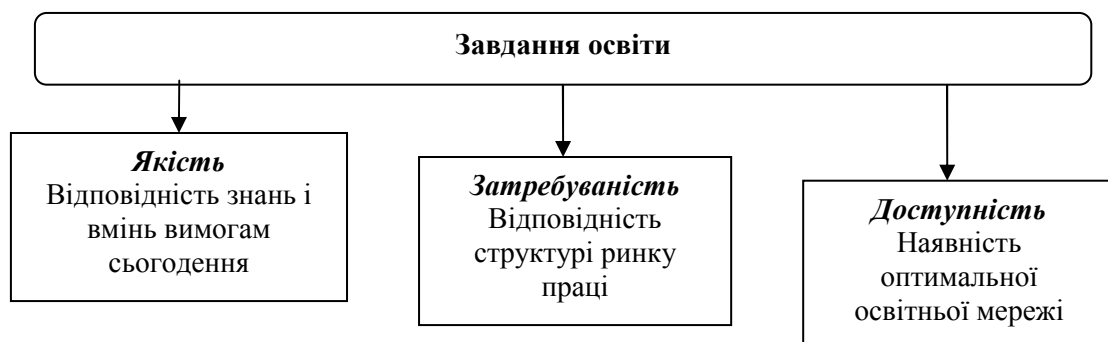 Завдання освіти
Якість
Відповідність знань і
вмінь вимогам
сьогодення
Затребуваність
Відповідність
структурі ринку
праці
Доступність
Наявність
оптимальної
освітньої мережі